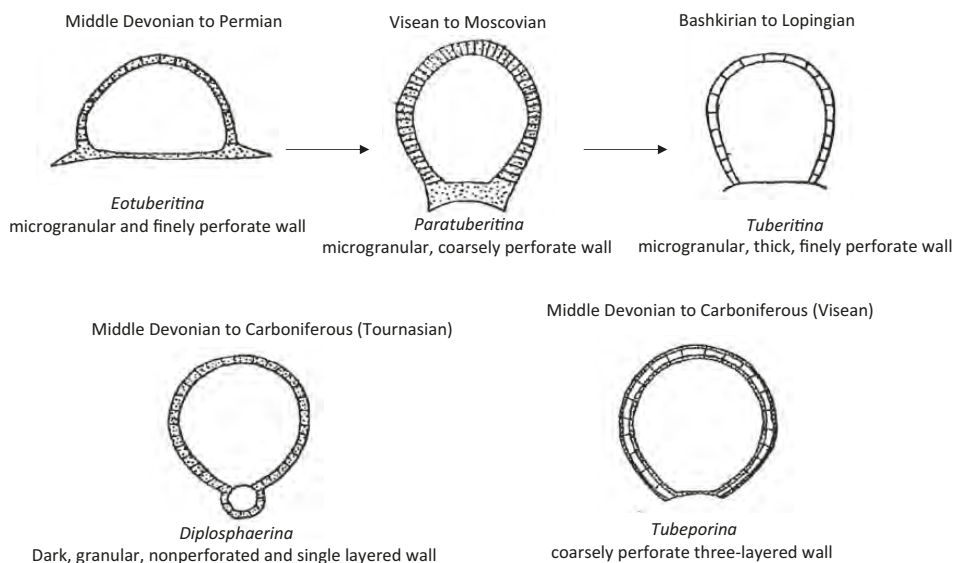 Middle Devonian to Permian
Visean to Moscovian
Bashkirian to Lopingian
Eotuberitina
microgranular and finely perforate wall
Paratuberitina
microgranular, coarsely perforate wall
Tuberitina
microgranular, thick, finely perforate wall
Middle Devonian to Carboniferous (Tournasian)
Middle Devonian to Carboniferous (Visean)
Diplosphaerina
Dark, granular, nonperforated and single layered wall
Tubeporina
coarsely perforate three-layered wall